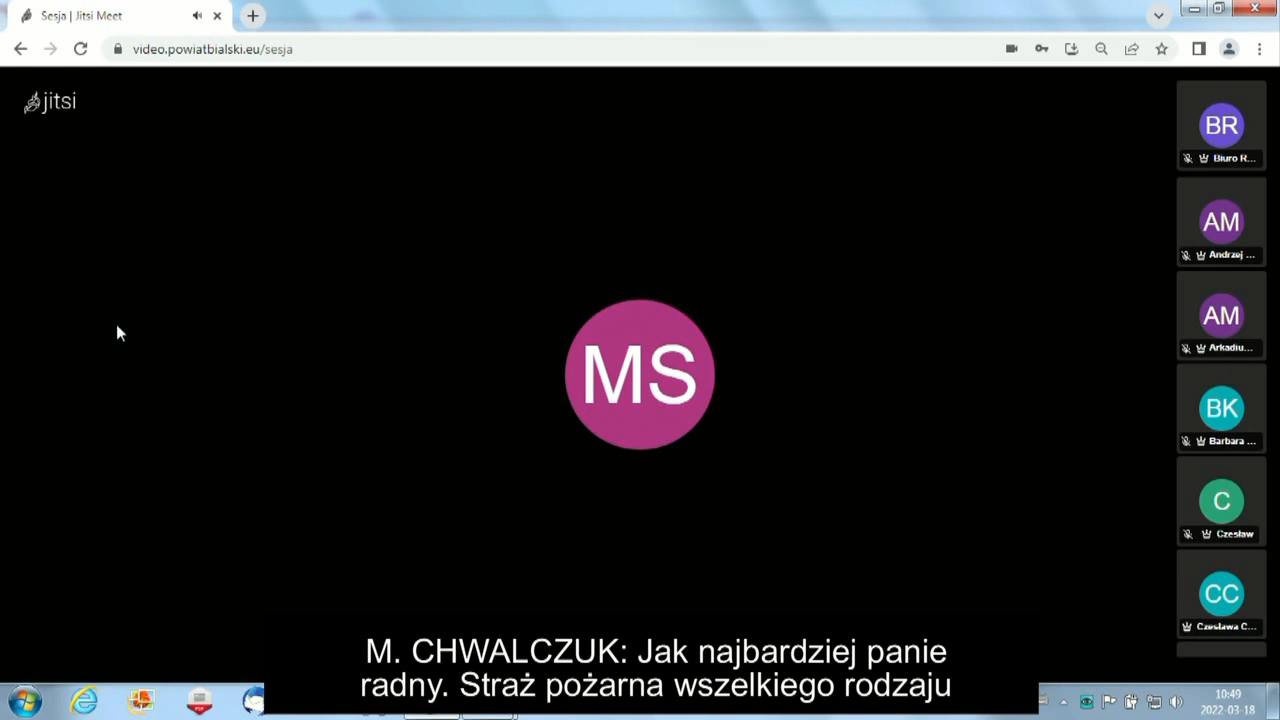 Sesja | Jitsi Meet
video.powiatbialski.eu/sesja
jitsi
BR
Biuro R...
AM
Andrzej ...
AM
Arkadiu...
MS
BK
Barbara ...
C
Czesław
CC
Czesława C...
M. CHWALCZUK: Jak najbardziej panie
radny. Straż pożarna wszelkiego rodzaju
10:49
2022-03-18